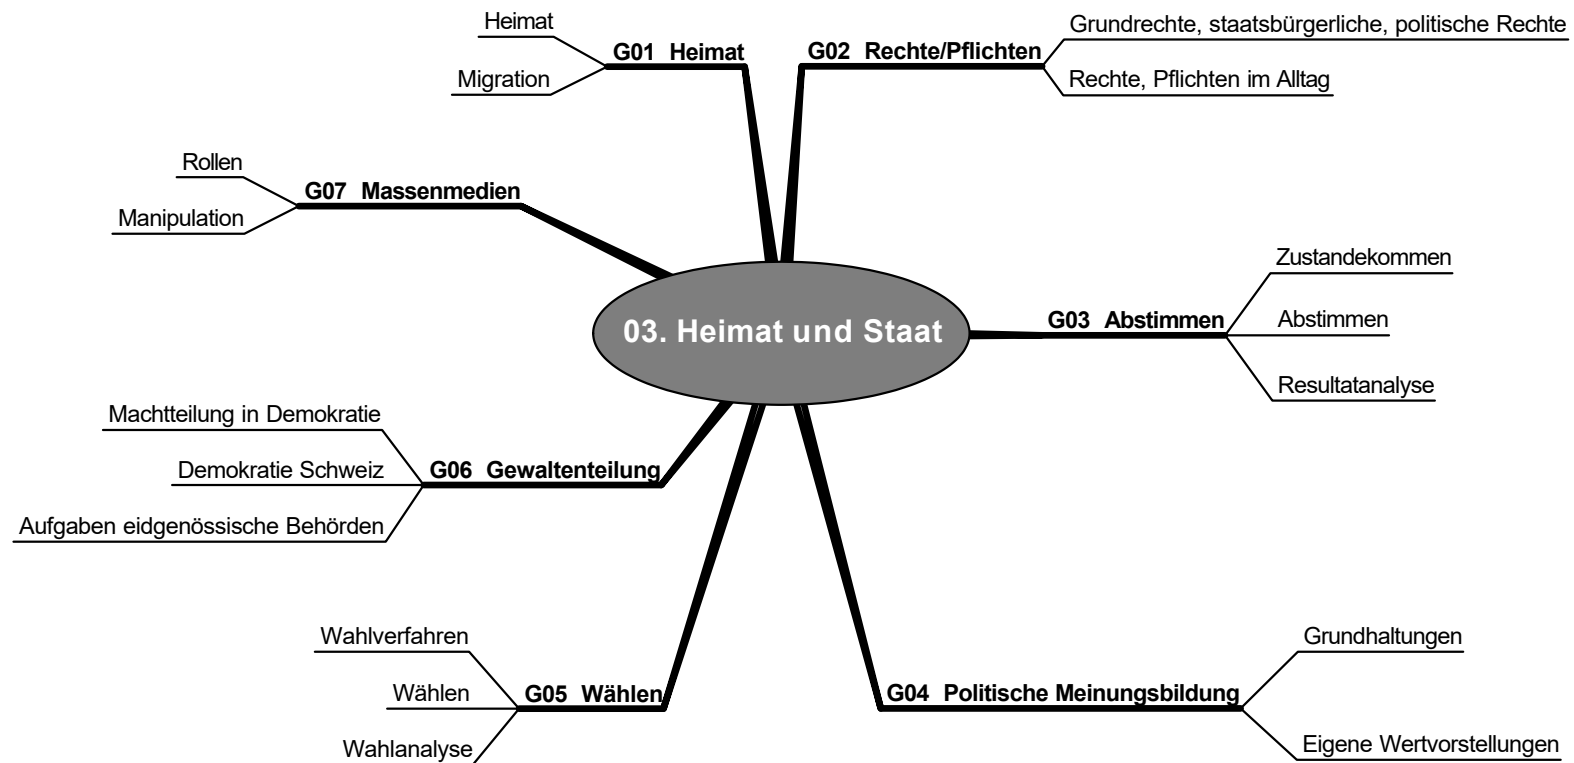 Heimat
G01 Heimat
Migration
G02 Rechte/Pflichten
Grundrechte, staatsbürgerliche, politische Rechte
Rechte, Pflichten im Alltag
Rollen
G07 Massenmedien
Manipulation
03. Heimat und Staat
G03 Abstimmen
Zustandekommen
Abstimmen
Resultatanalyse
Machtteilung in Demokratie
G06 Gewaltenteilung
Demokratie Schweiz
Aufgaben eidgenössische Behörden
Wahlverfahren
G05 Wählen
Wählen
Wahlanalyse
G04 Politische Meinungsbildung
Grundhaltungen
Eigene Wertvorstellungen